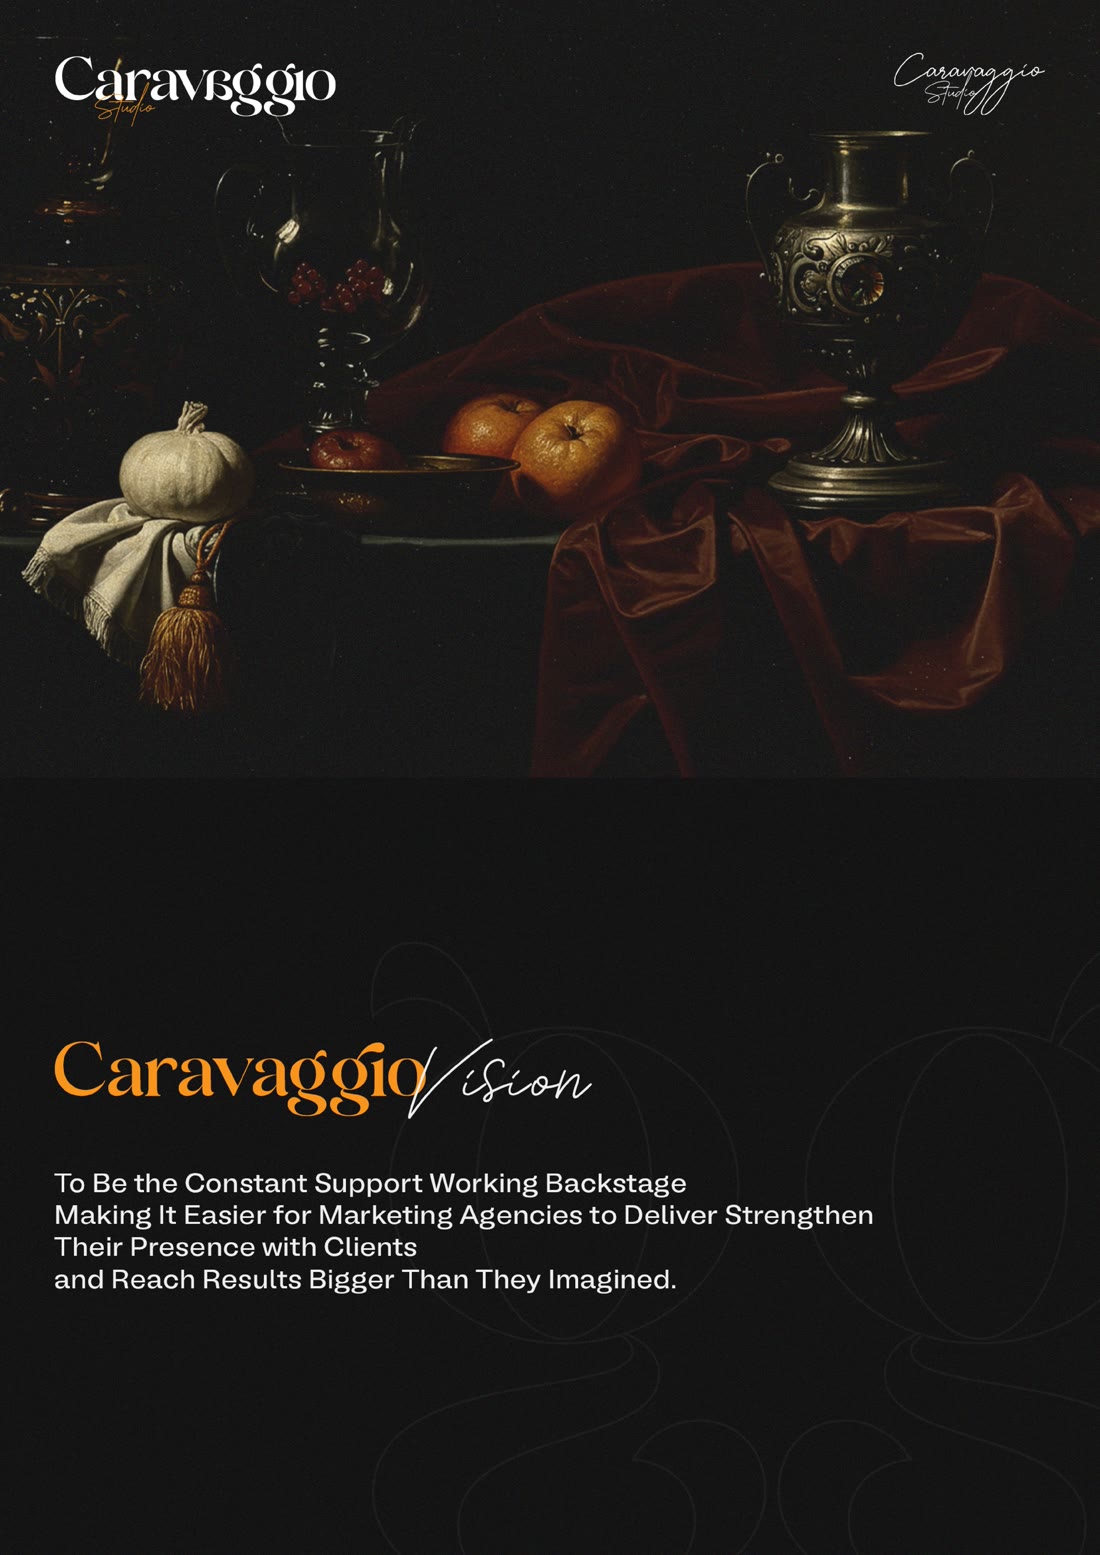 Caravaggio
Studio
Caravaggio
Studio
Caravaggio Vision
To Be the Constant Support Working Backstage
Making It Easier for Marketing Agencies to Deliver Strengthen
Their Presence with Clients
and Reach Results Bigger Than They Imagined.